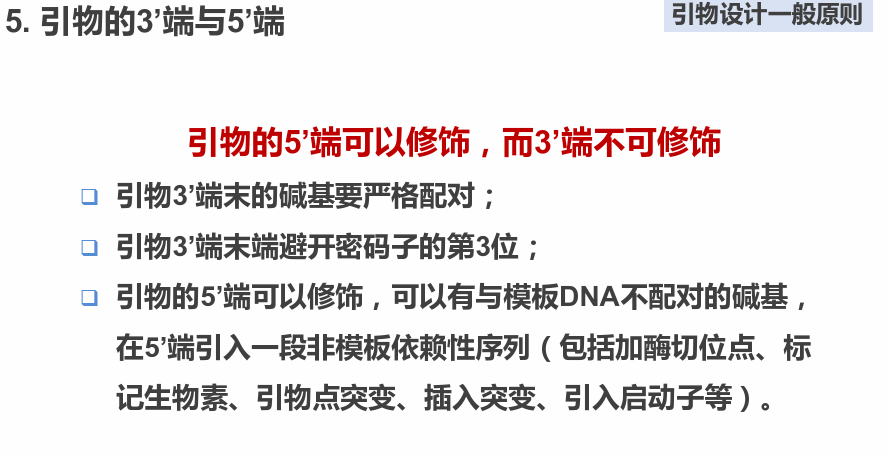 5. 引物的3’端与5’端
引物设计一般原则
引物的5’端可以修饰，而3’端不可修饰
引物3’端末的碱基要严格配对；
引物3’端末端避开密码子的第3位；
引物的5’端可以修饰，可以有与模板DNA不配对的碱基，
在5’端引入一段非模板依赖性序列（包括加酶切位点、标
记生物素、引物点突变、插入突变、引入启动子等）。